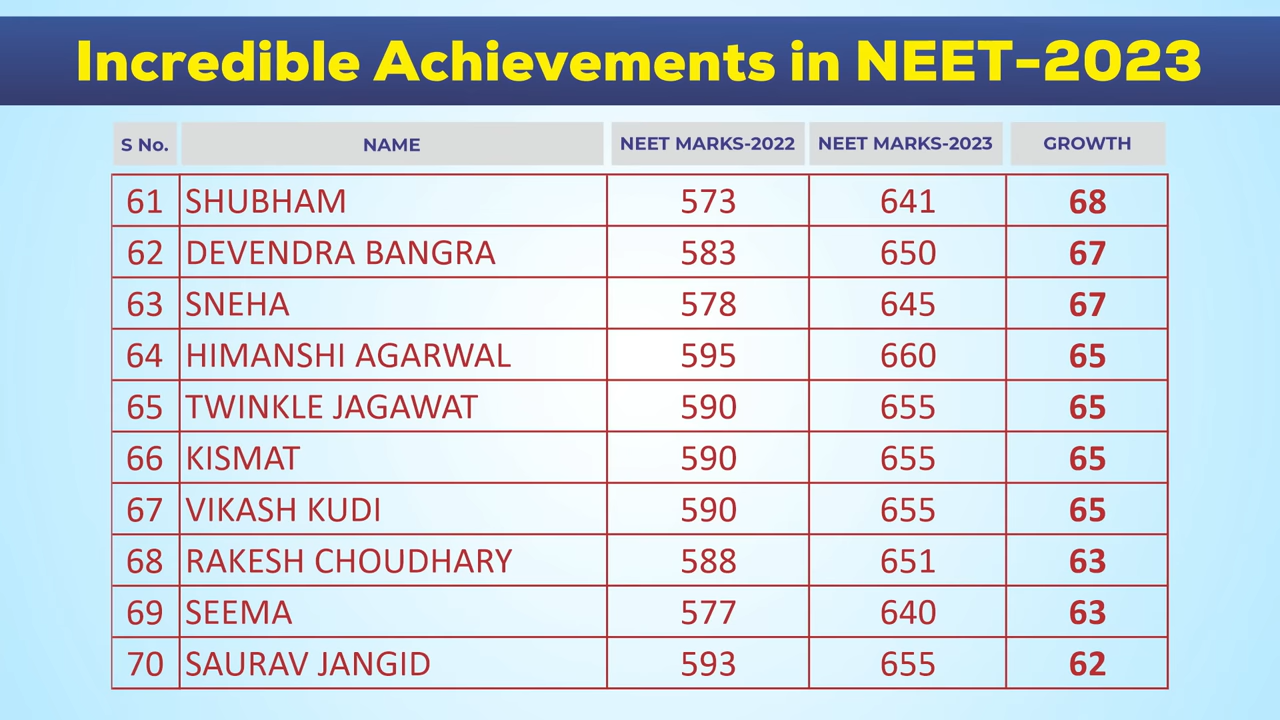 Incredible Achievements in NEET-2023
S No. NAME NEET MARKS-2022 NEET MARKS-2023 GROWTH
61 SHUBHAM 573 641 68
62 DEVENDRA BANGRA 583 650 67
63 SNEHA 578 645 67
64 HIMANSHI AGARWAL 595 660 65
65 TWINKLE JAGAWAT 590 655 65
66 KISMAT 590 655 65
67 VIKASH KUDI 590 655 65
68 RAKESH CHOUDHARY 588 651 63
69 SEEMA 577 640 63
70 SAURAV JANGID 593 655 62